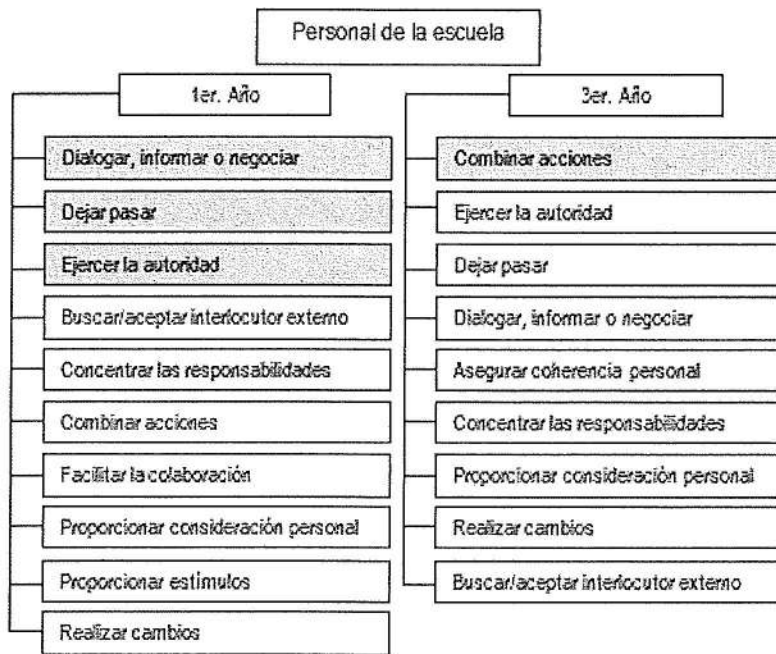 Personal de la escuela
1er. Año
Dialogar, informar o negociar
Dejar pasar
Ejercer la autoridad
Buscar/aceptar interlocutor externo
Concentrar las responsabilidades
Combinar acciones
Facilitar la colaboración
Proporcionar consideración personal
Proporcionar estímulos
Realizar cambios
3er. Año
Combinar acciones
Ejercer la autoridad
Dejar pasar
Dialogar, informar o negociar
Asegurar coherencia personal
Concentrar las responsabilidades
Proporcionar consideración personal
Realizar cambios
Buscar/aceptar interlocutor externo